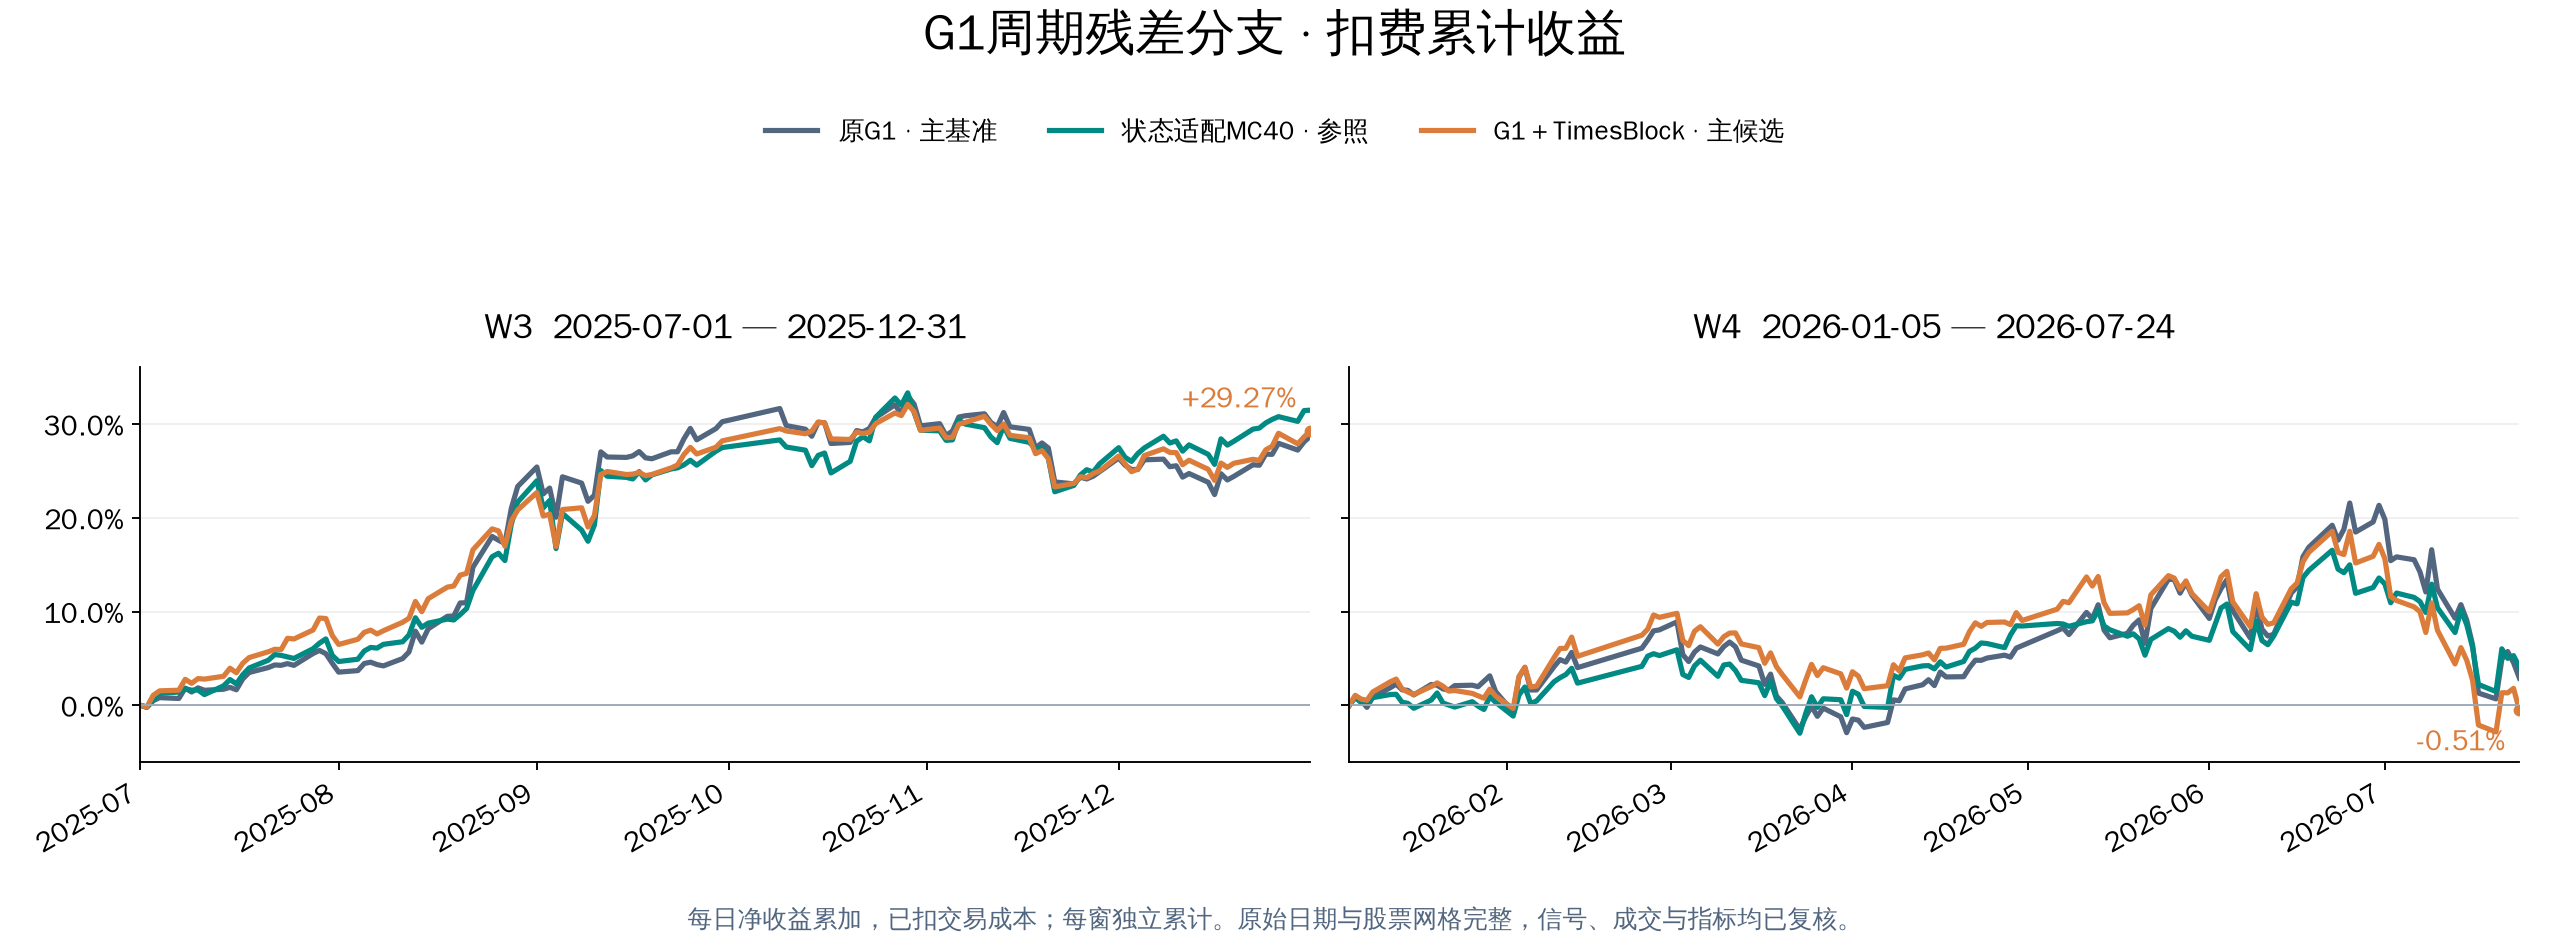 G1周期残差分支 · 扣费累计收益
原G1 · 主基准
状态适配MC40 · 参照
G1 + TimesBlock · 主候选
W3 2025-07-01 — 2025-12-31
W4 2026-01-05 — 2026-07-24
+29.27%
30.0%
20.0%
10.0%
0.0%
-0.51%
2025-07
2025-08
2025-09
2025-10
2025-11
2025-12
2026-02
2026-03
2026-04
2026-05
2026-06
2026-07
每日净收益累加，已扣交易成本；每窗独立累计。原始日期与股票网格完整，信号、成交与指标均已复核。